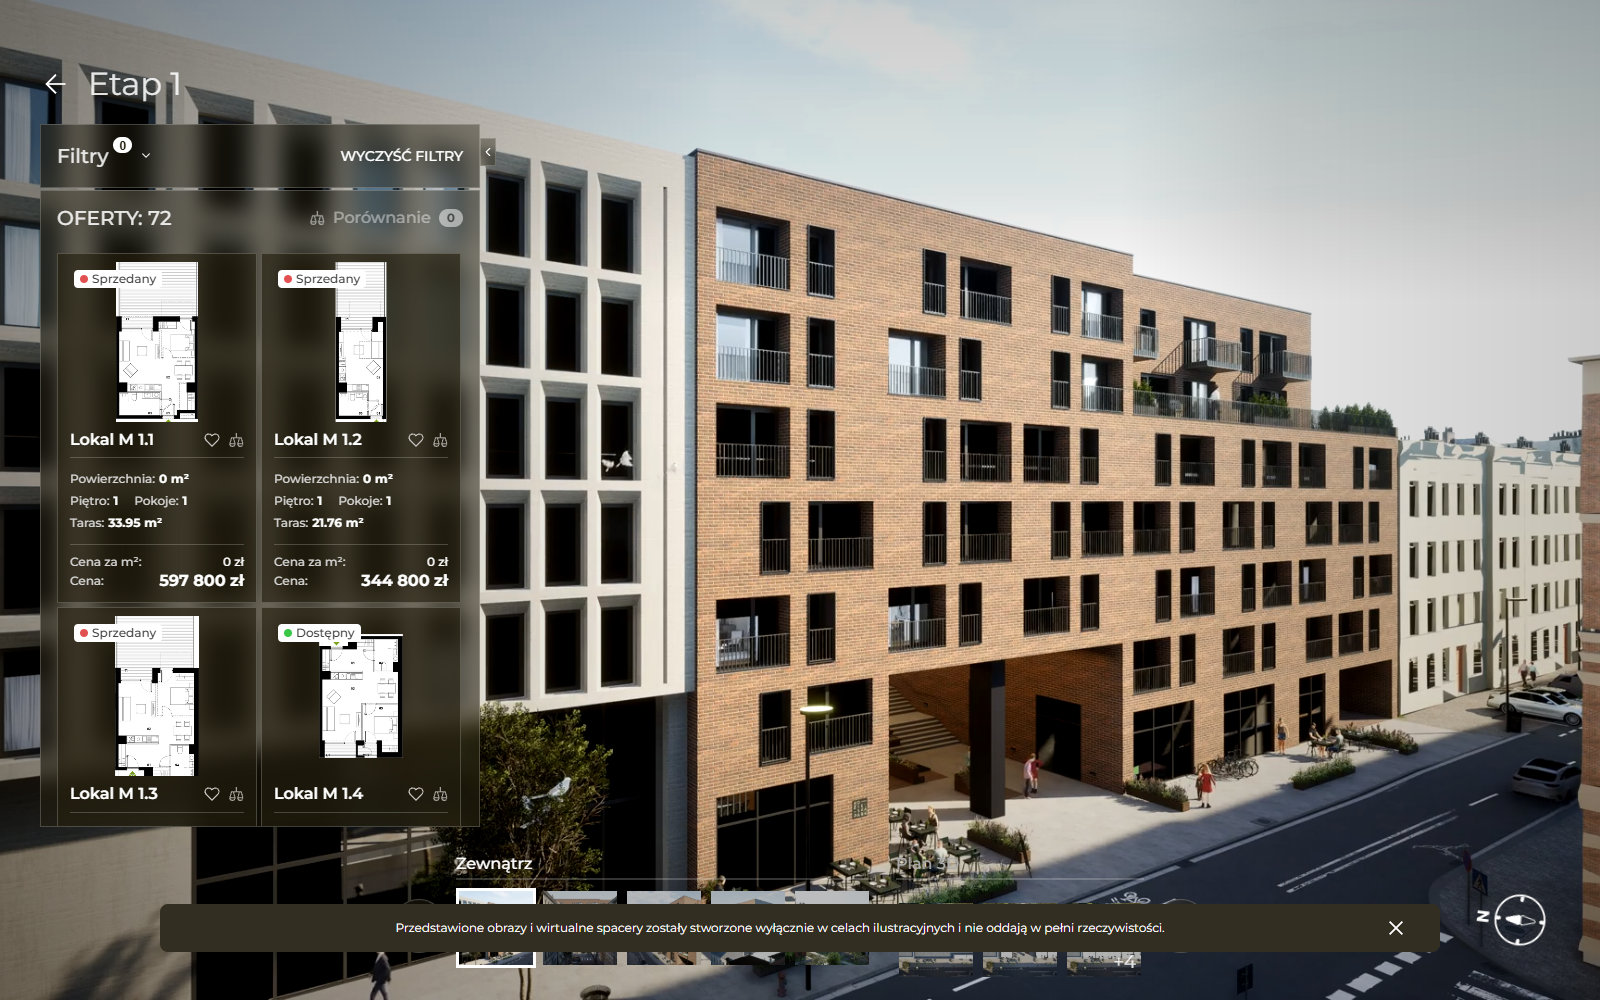 Etap 1
Filtry 0
WYCZYŚĆ FILTRY
OFERTY: 72
Porównanie 0
Sprzedany
Lokal M 1.1
Powierzchnia: 0 m²
Piętro: 1 Pokoje: 1
Taras: 33.95 m²
Cena za m²: 0 zł
Cena: 597 800 zł
Sprzedany
Lokal M 1.2
Powierzchnia: 0 m²
Piętro: 1 Pokoje: 1
Taras: 21.76 m²
Cena za m²: 0 zł
Cena: 344 800 zł
Sprzedany
Lokal M 1.3
Dostępny
Lokal M 1.4
Zewnątrz
Plan 3
Przedstawione obrazy i wirtualne spacery zostały stworzone wyłącznie w celach ilustracyjnych i nie oddają w pełni rzeczywistości.
+4
N